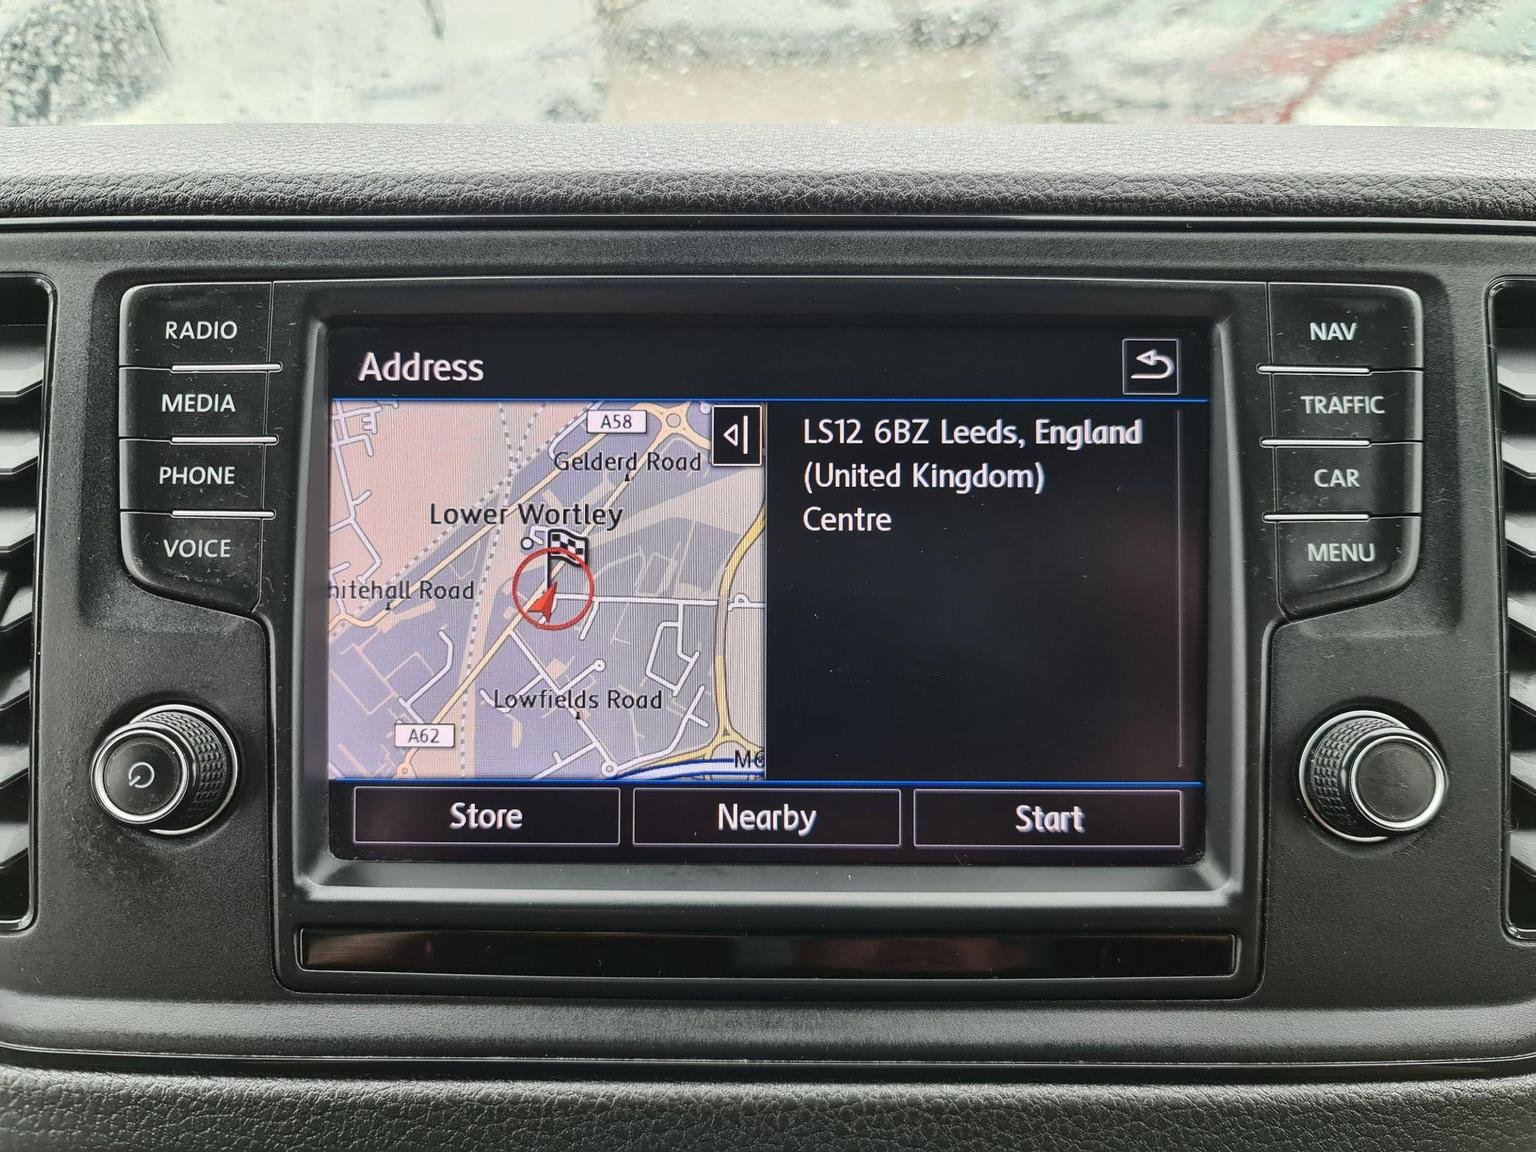 RADIO
MEDIA
PHONE
VOICE
Address
A58
Gelderd Road
Lower Wortley
hitehall Road
Lowfields Road
A62
LS12 6BZ Leeds, England
(United Kingdom)
Centre
Store
Nearby
Start
NAV
TRAFFIC
CAR
MENU